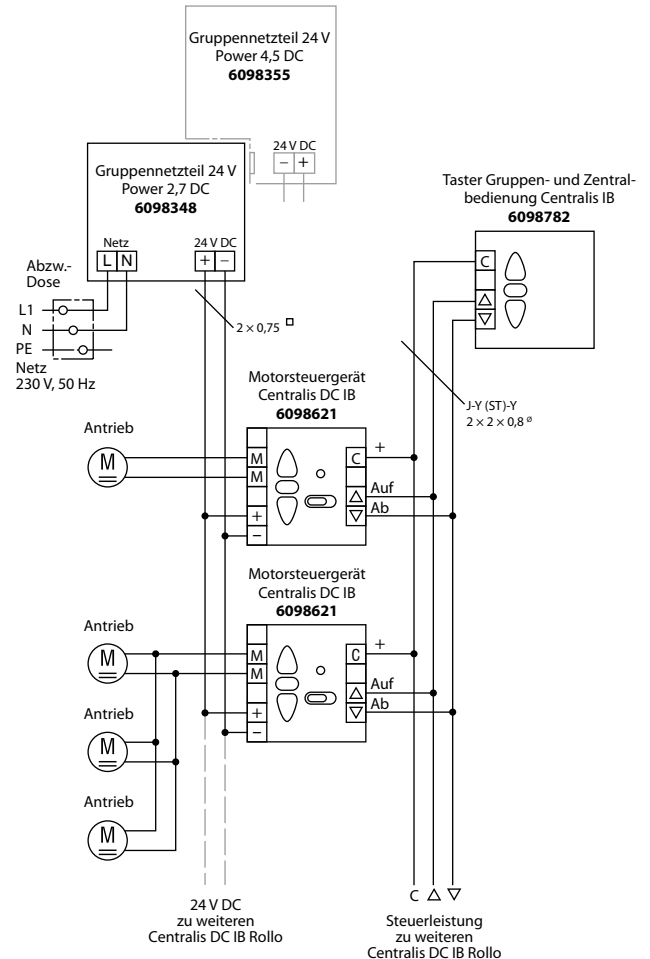 Gruppennetzteil 24 V
Power 4,5 DC
6098355
24 V DC
− +
Gruppennetzteil 24 V
Power 2,7 DC
6098348
Netz
L N
24 V DC
+ −
Taster Gruppen- und Zentral-
bedienung Centralis IB
6098782
C
△
▽
Abzw.-
Dose
L1
N
PE
Netz
230 V, 50 Hz
2 × 0,75 □
J-Y (ST)-Y
2 × 2 × 0,8 ø
Motorsteuergerät
Centralis DC IB
6098621
Antrieb
M
M
M
+
−
C
△
▽
+
Auf
Ab
Motorsteuergerät
Centralis DC IB
6098621
Antrieb
M
M
M
+
−
C
△
▽
+
Auf
Ab
Antrieb
M
Antrieb
M
24 V DC
zu weiteren
Centralis DC IB Rollo
C △ ▽
Steuerleistung
zu weiteren
Centralis DC IB Rollo